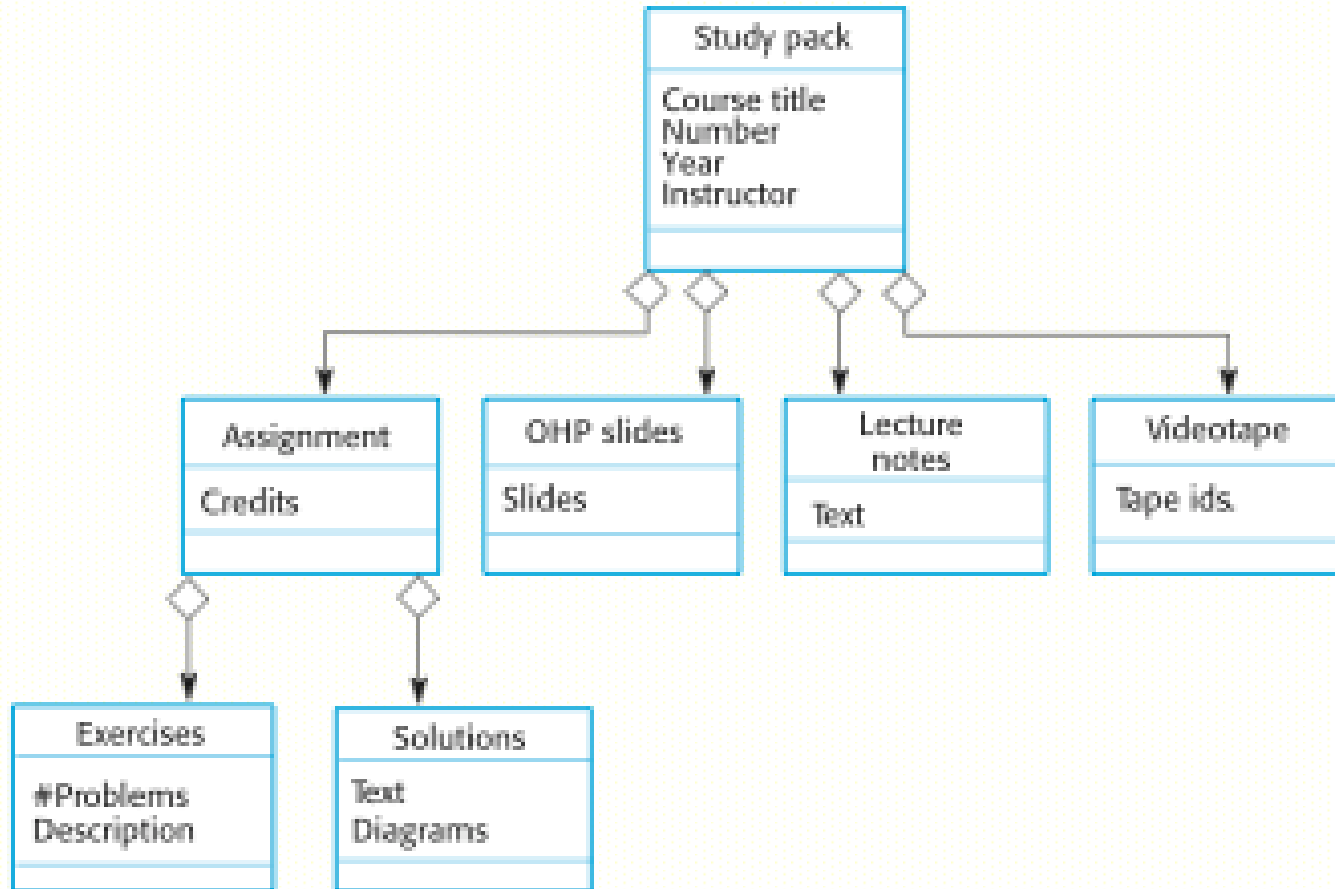 Study pack
Course title
Number
Year
Instructor
Assignment
Credits
OHP slides
Slides
Lecture
notes
Text
Videotape
Tape ids.
Exercises
#Problems
Description
Solutions
Text
Diagrams